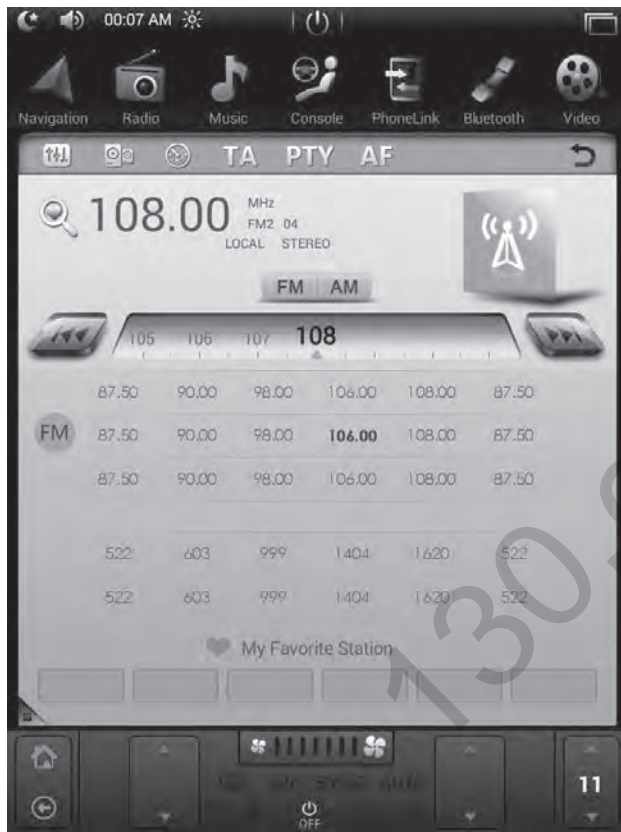 00:07 AM
Navigation Radio Music Console PhoneLink Bluetooth Video
TA PTY AF
108.00 MHz
FM2 04
LOCAL STEREO
FM AM
105 106 107 108
87.50 90.00 98.00 106.00 108.00 87.50
FM 87.50 90.00 98.00 106.00 108.00 87.50
87.50 90.00 98.00 106.00 108.00 87.50
522 603 999 1404 1620 522
522 603 999 1404 1620 522
My Favorite Station
11
OFF